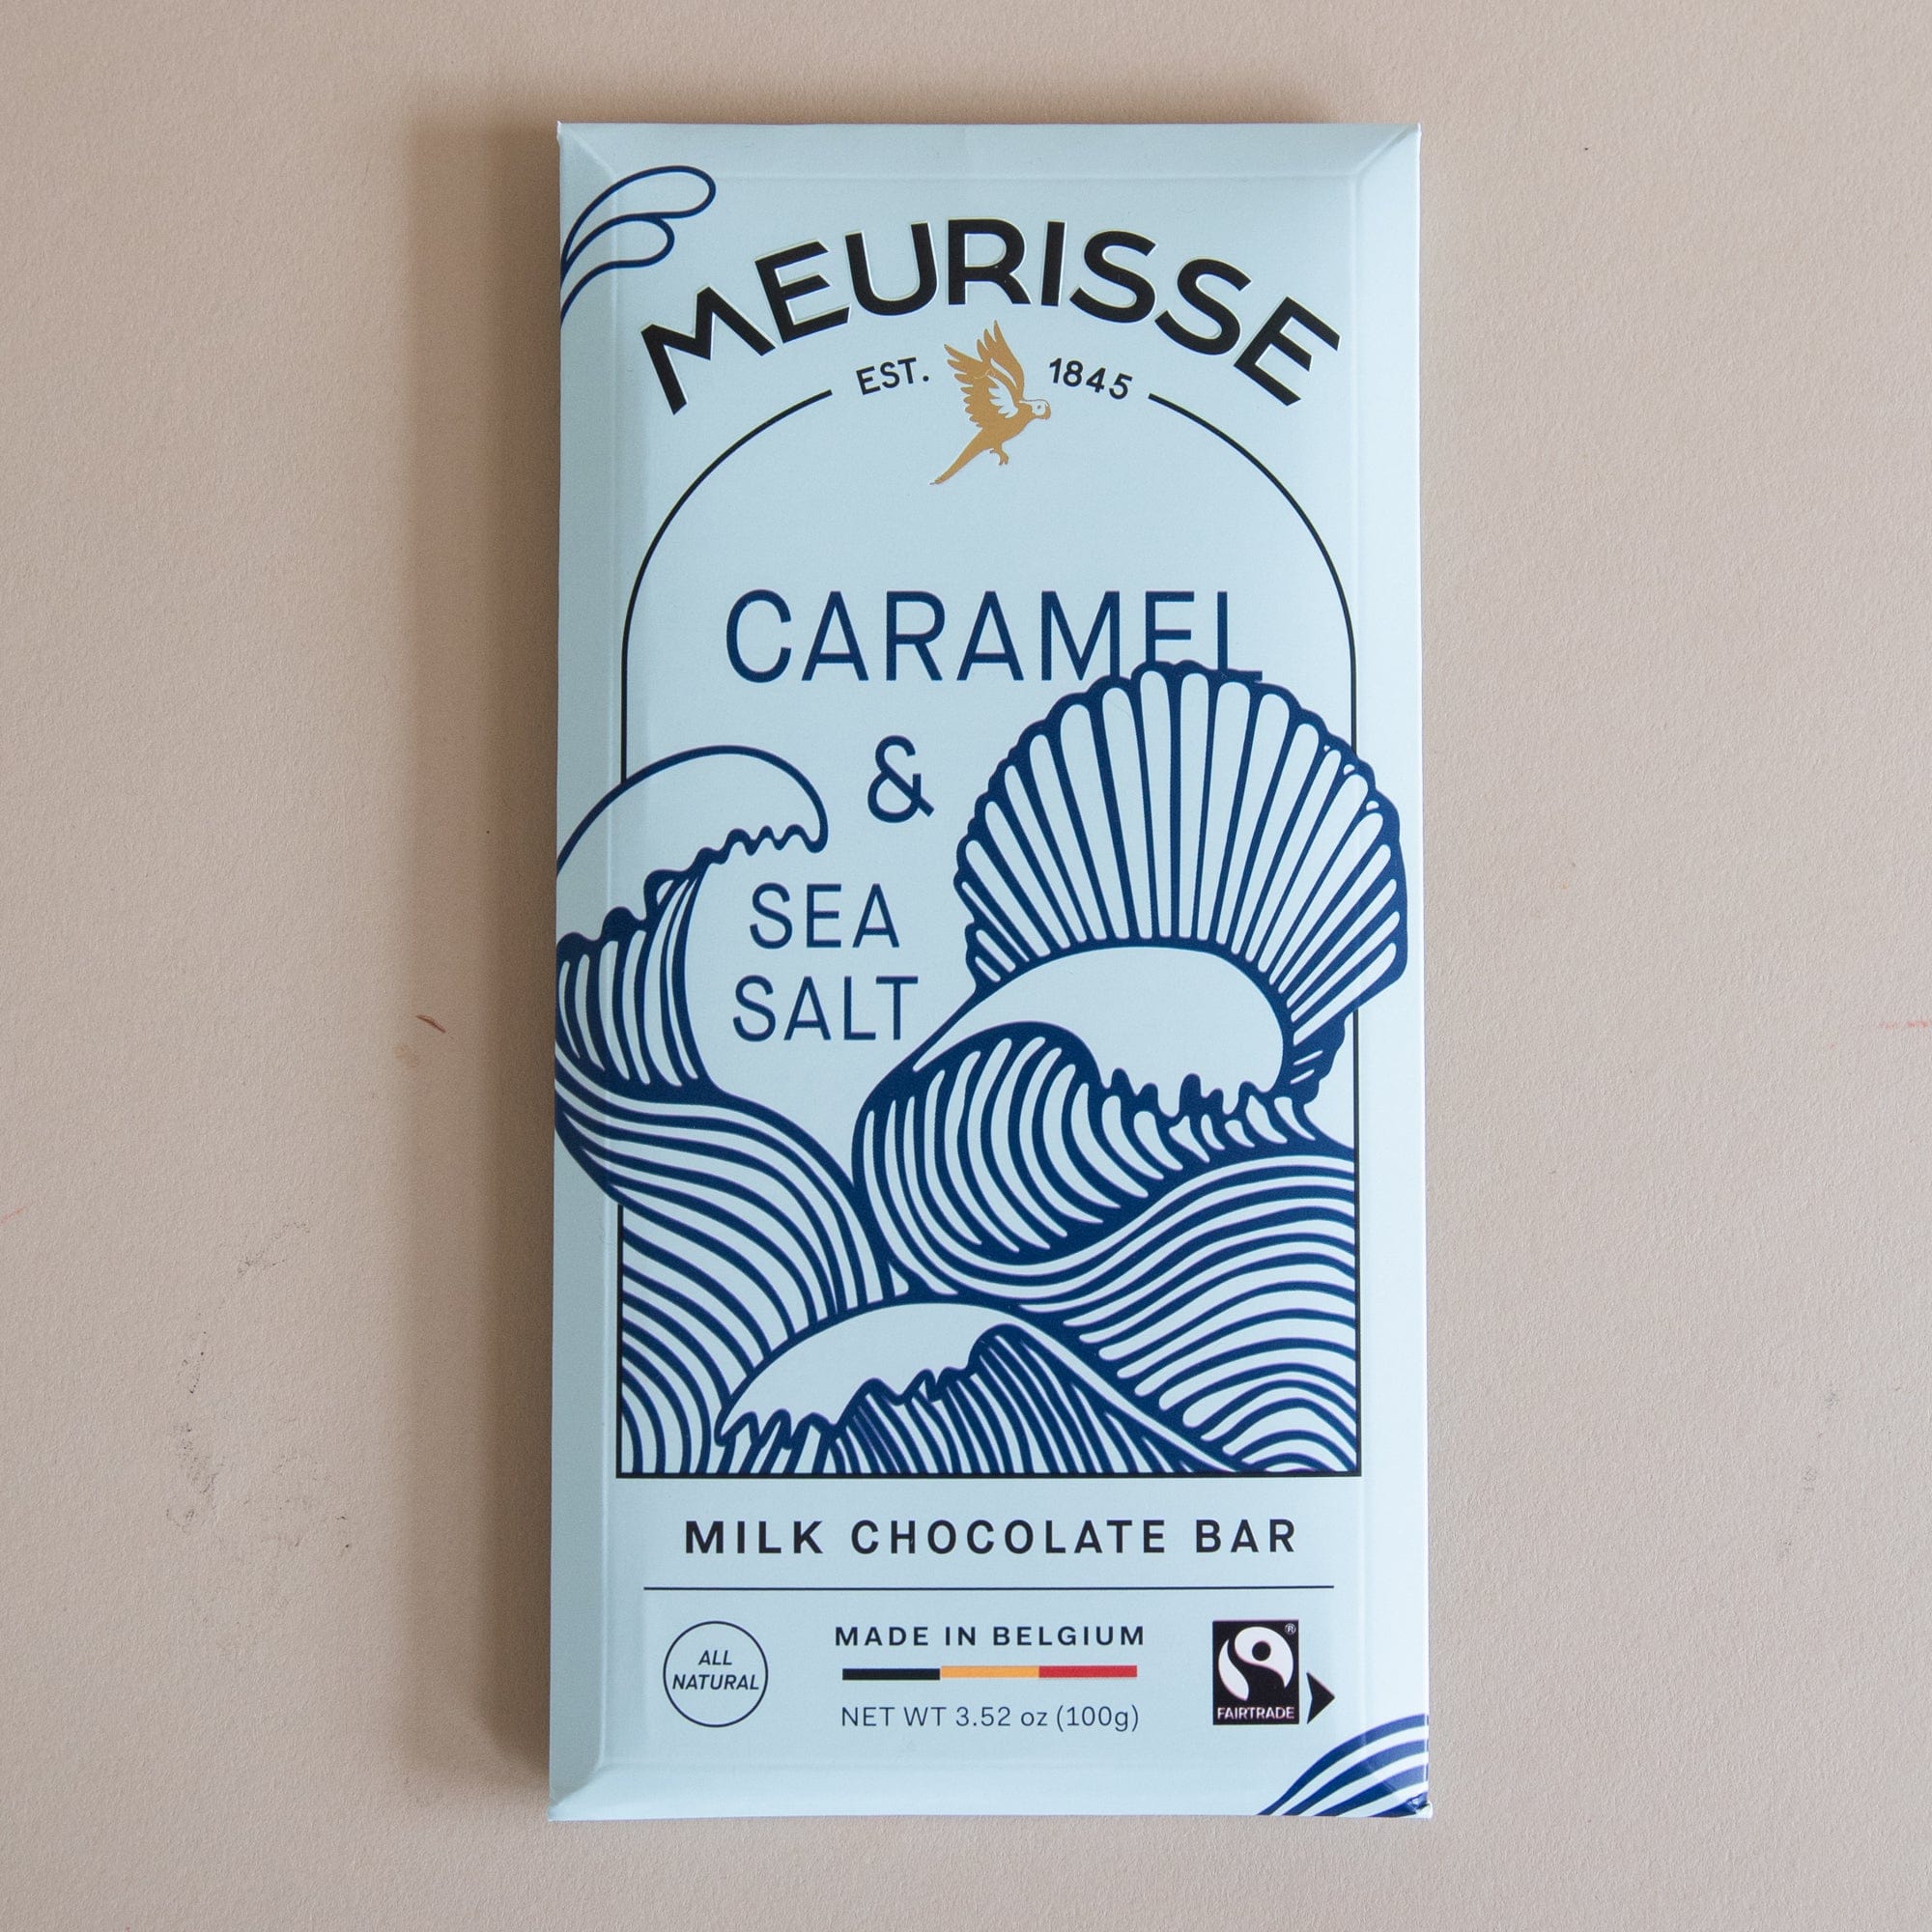 MEURISSE
EST. 1845
CARAMEL
&
SEA
SALT
MILK CHOCOLATE BAR
ALL
NATURAL
MADE IN BELGIUM
NET WT 3.52 oz (100g)
®
FAIRTRADE